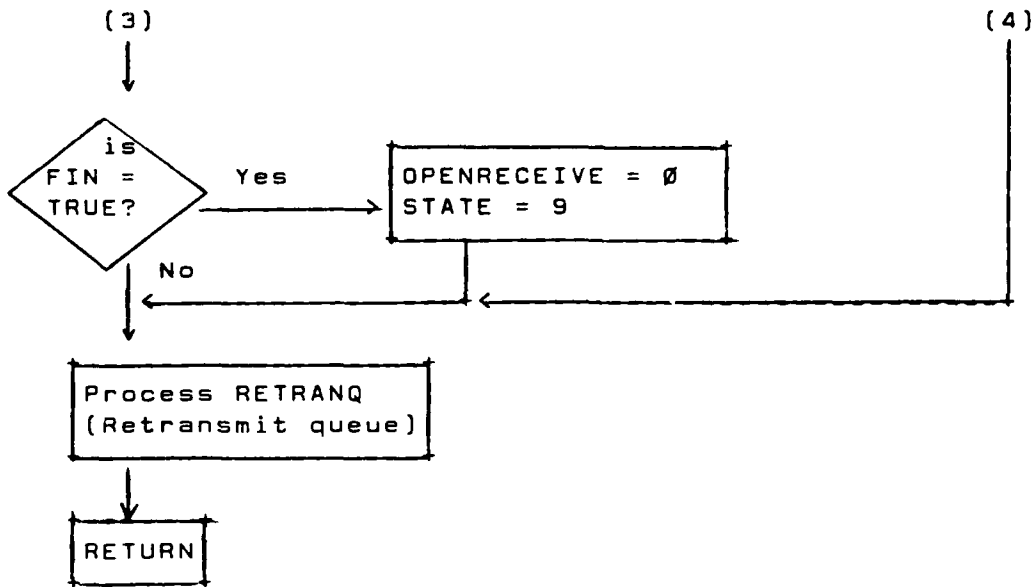 (3)
(4)
is
FIN =
TRUE?
Yes
OPENRECEIVE = Ø
STATE = 9
No
Process RETRANQ
(Retransmit queue)
RETURN